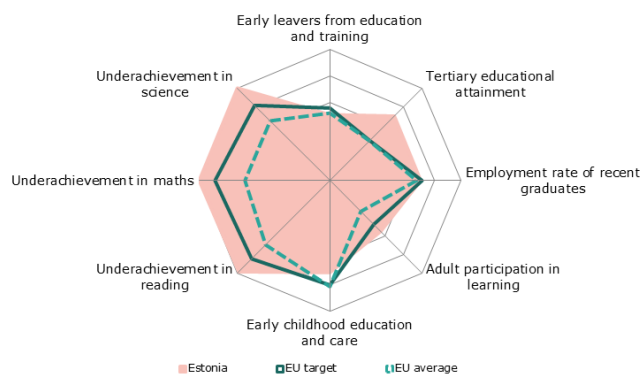 Early leavers from education
and training
Underachievement in
science
Tertiary educational
attainment
Underachievement in maths
Employment rate of recent
graduates
Underachievement in
reading
Adult participation in
learning
Early childhood education
and care
Estonia
EU target
EU average